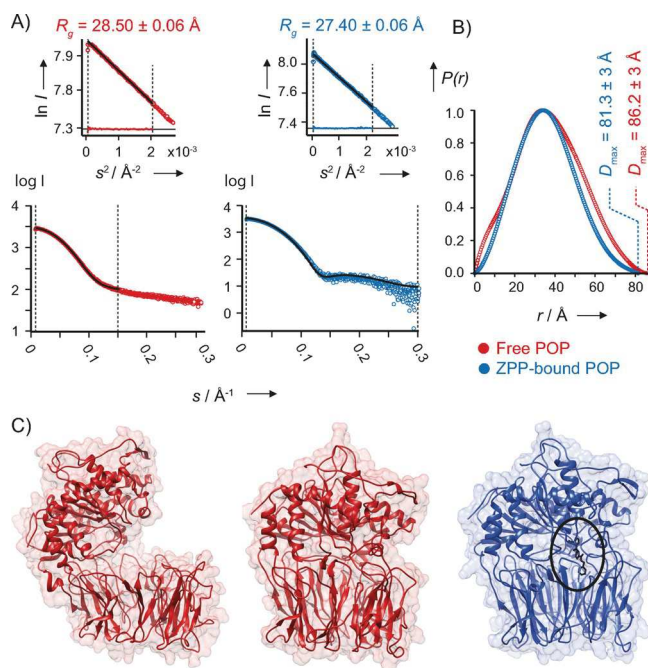 A)
R_g = 28.50 ± 0.06 Å
R_g = 27.40 ± 0.06 Å
B)
ln I
7.9
7.8
7.3
0
1
2
x10⁻³
s² / Å⁻²
ln I
8.0
7.6
7.4
0
1
2
x10⁻³
s² / Å⁻²
P(r)
1.0
0.8
0.6
0.4
0.2
0.0
0
20
40
60
80
r / Å
D_max = 81.3 ± 3 Å
D_max = 86.2 ± 3 Å
Free POP
ZPP-bound POP
log I
4
3
2
1
0
0.1
0.2
0.3
log I
4
3
2
1
0
0
0.1
0.2
0.3
s / Å⁻¹
C)